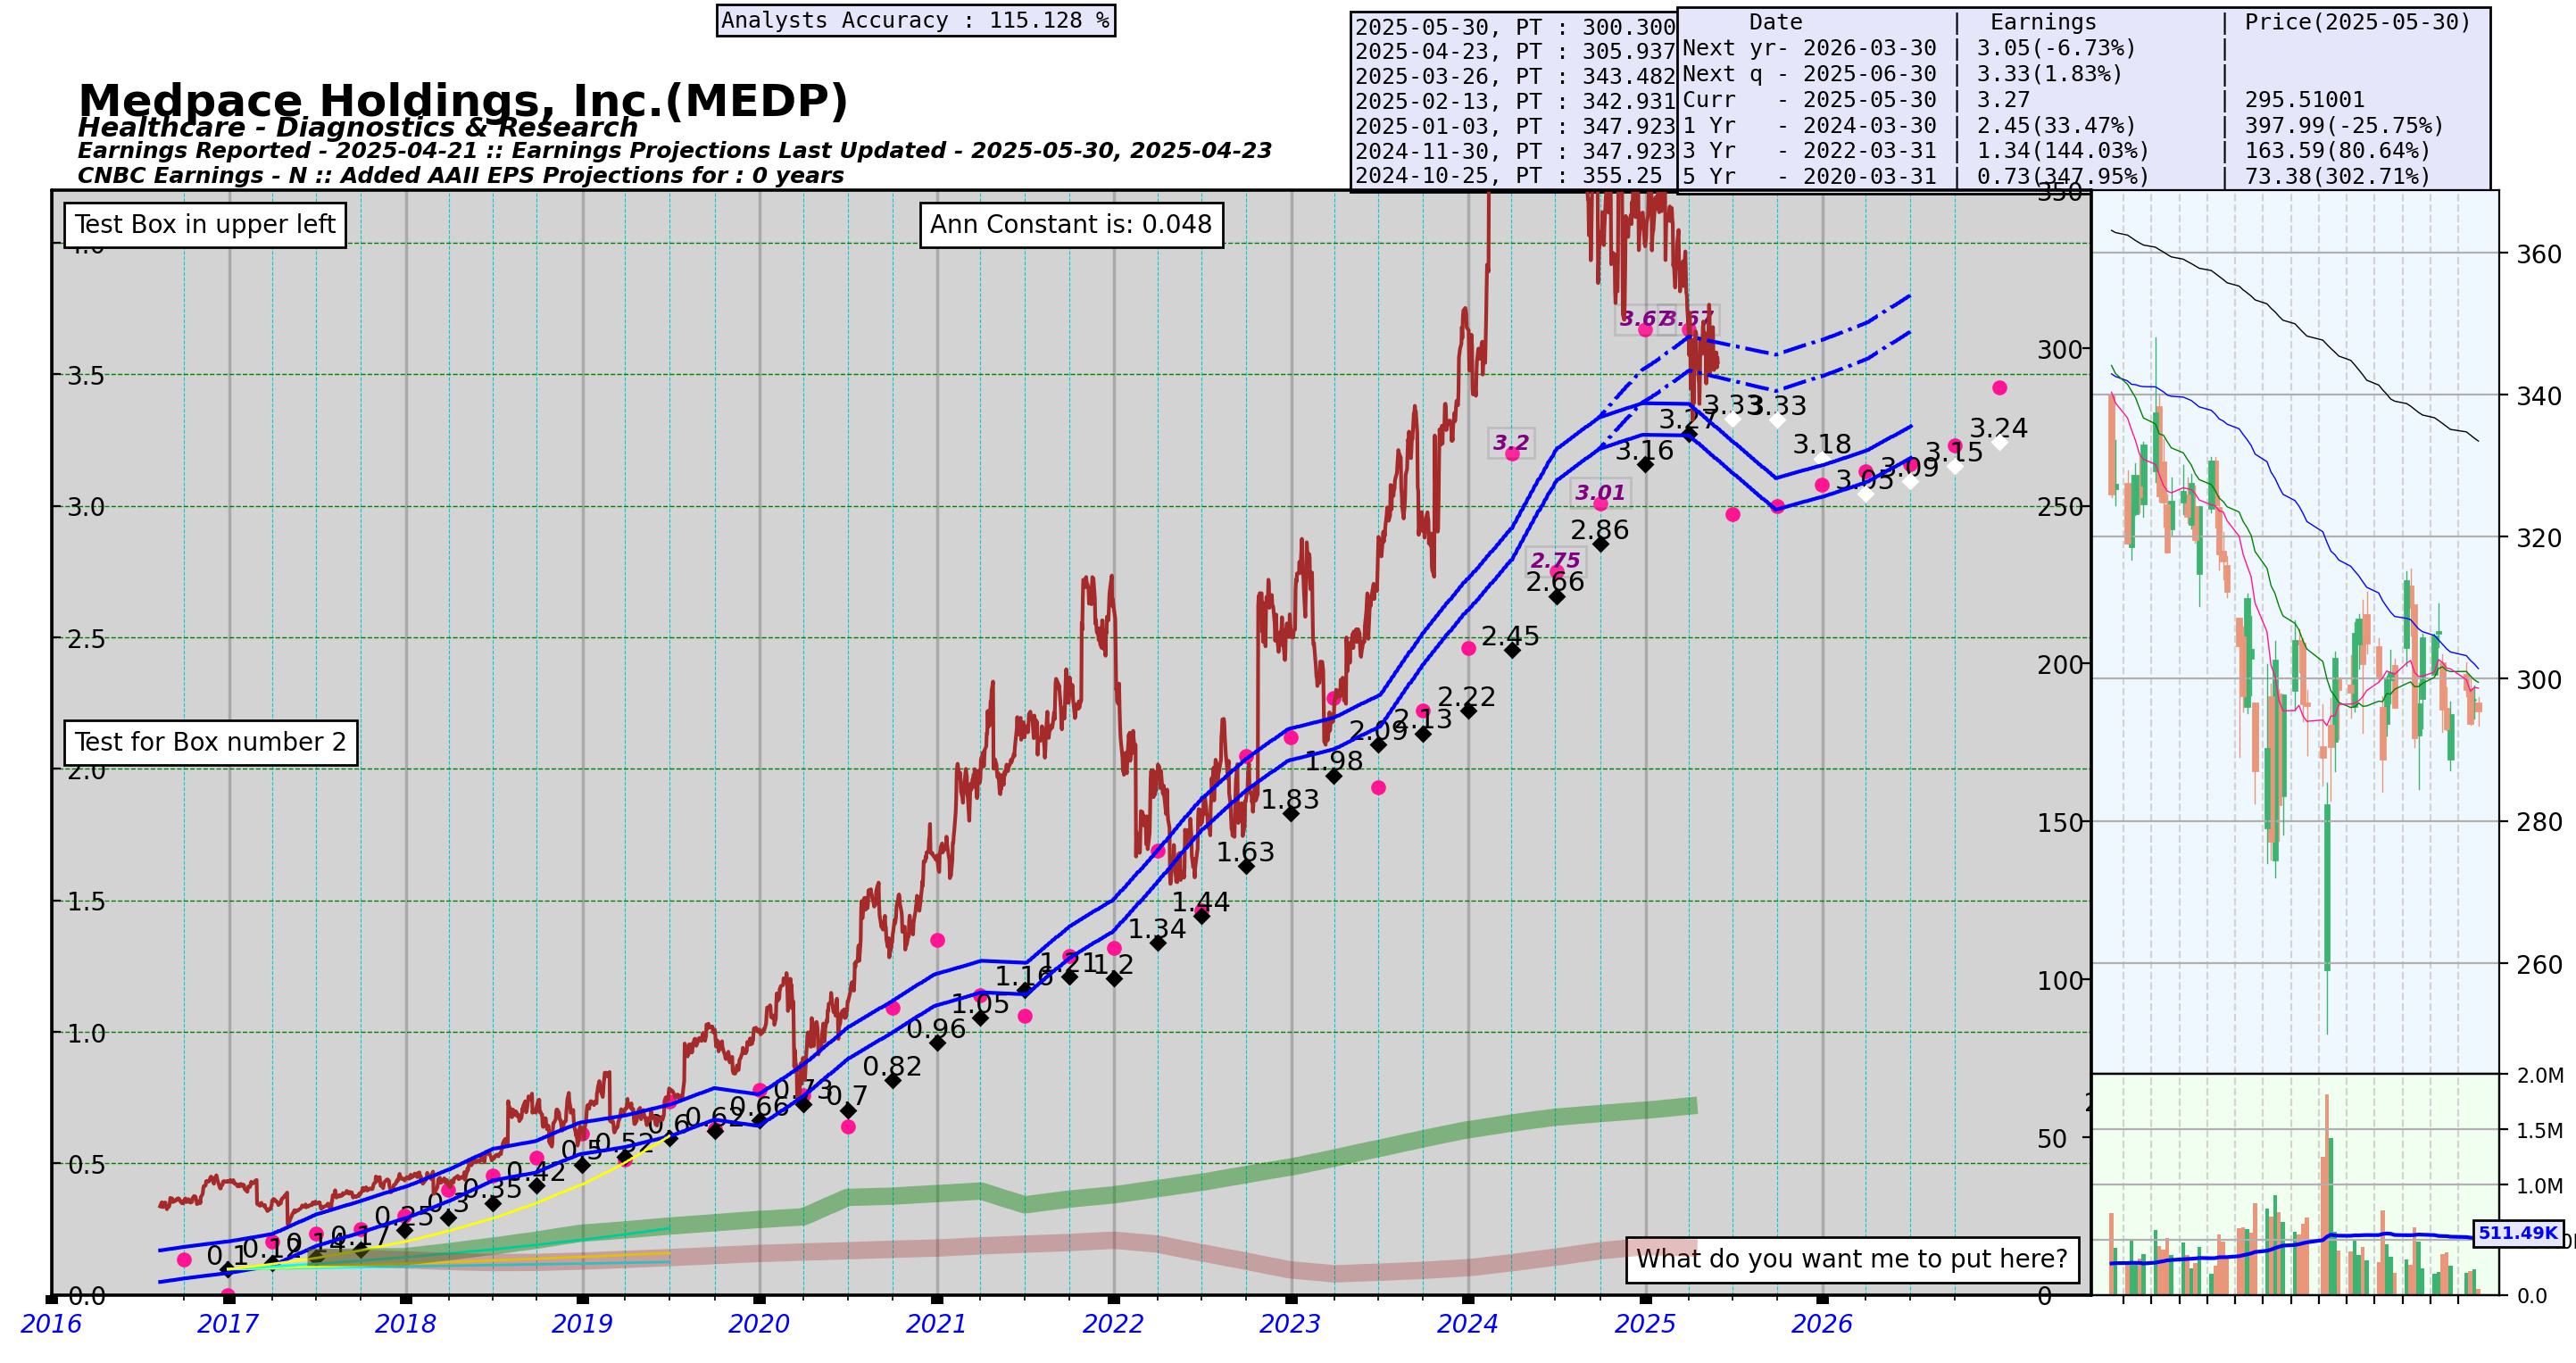 Analysts Accuracy : 115.128 %
Medpace Holdings, Inc.(MEDP)
Healthcare - Diagnostics & Research
Earnings Reported - 2025-04-21 :: Earnings Projections Last Updated - 2025-05-30, 2025-04-23
CNBC Earnings - N :: Added AAII EPS Projections for : 0 years
2025-05-30, PT : 300.300
2025-04-23, PT : 305.937
2025-03-26, PT : 343.482
2025-02-13, PT : 342.931
2025-01-03, PT : 347.923
2024-11-30, PT : 347.923
2024-10-25, PT : 355.25
Date | Earnings | Price(2025-05-30)
Next yr- 2026-03-30 | 3.05(-6.73%) |
Next q - 2025-06-30 | 3.33(1.83%) |
Curr - 2025-05-30 | 3.27 | 295.51001
1 Yr - 2024-03-30 | 2.45(33.47%) | 397.99(-25.75%)
3 Yr - 2022-03-31 | 1.34(144.03%) | 163.59(80.64%)
5 Yr - 2020-03-31 | 0.73(347.95%) | 73.38(302.71%)
Test Box in upper left
Ann Constant is: 0.048
Test for Box number 2
What do you want me to put here?
3.5
3.0
2.5
2.0
1.5
1.0
0.5
0.0
0.1
0.12
0.14
0.17
0.25
0.3
0.35
0.42
0.5
0.52
0.6
0.62
0.66
0.73
0.7
0.82
0.96
1.05
1.16
1.21
1.2
1.34
1.44
1.63
1.83
1.98
2.09
2.13
2.22
2.45
2.66
2.86
3.16
3.27
3.33
3.33
3.18
3.05
3.09
3.15
3.24
3.2
2.75
3.01
3.67
3.67
350
300
250
200
150
100
50
0
360
340
320
300
280
260
2.0M
1.5M
1.0M
511.49K
0.0
2016
2017
2018
2019
2020
2021
2022
2023
2024
2025
2026